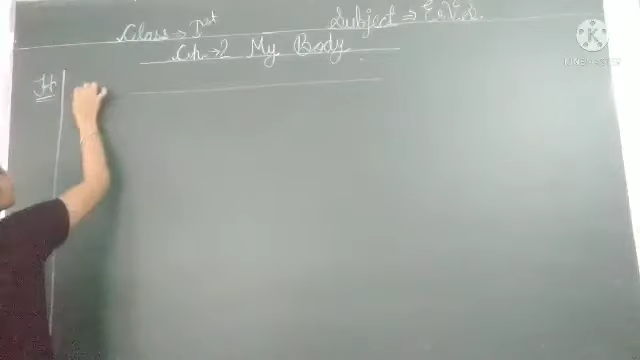 Class → Ist Subject ⇒ E.V.S.
Ch.→2 My Body
K
KINEMASTER